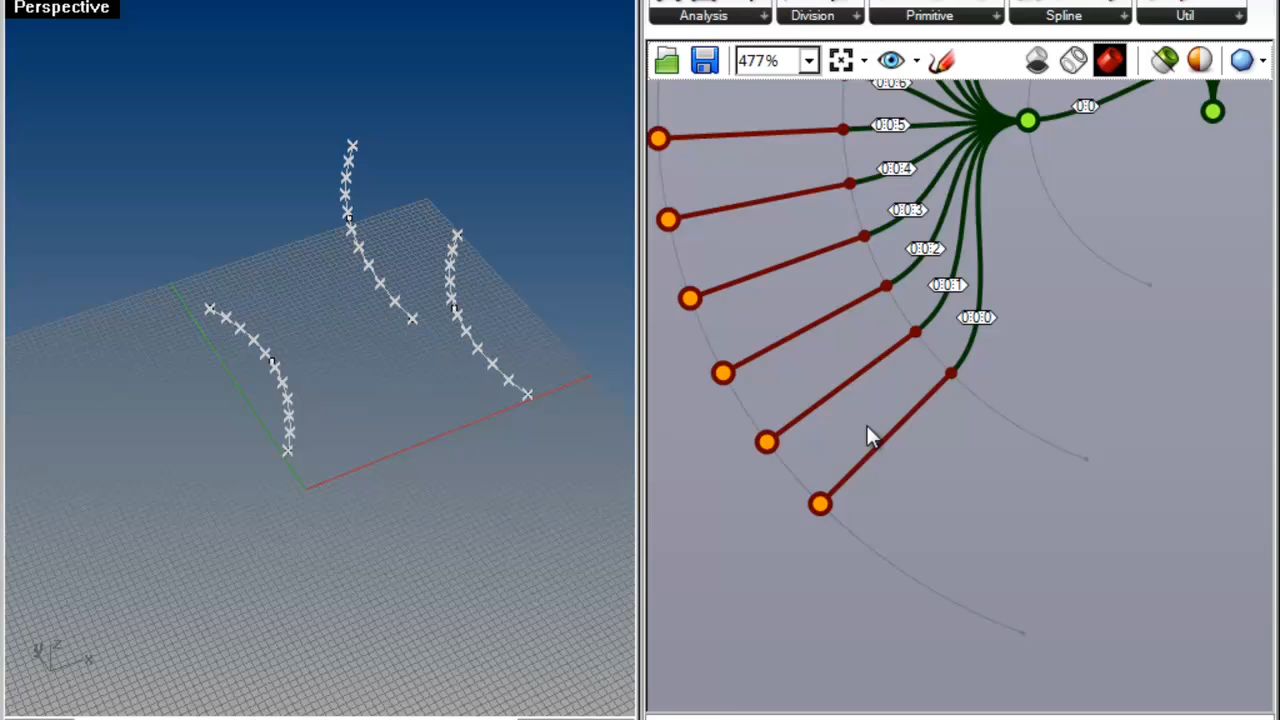 Perspective
Analysis
Division
Primitive
Spline
Util
477%
0:0:6
0:0
0:0:5
0:0:4
0:0:3
0:0:2
0:0:1
0:0:0
y z x